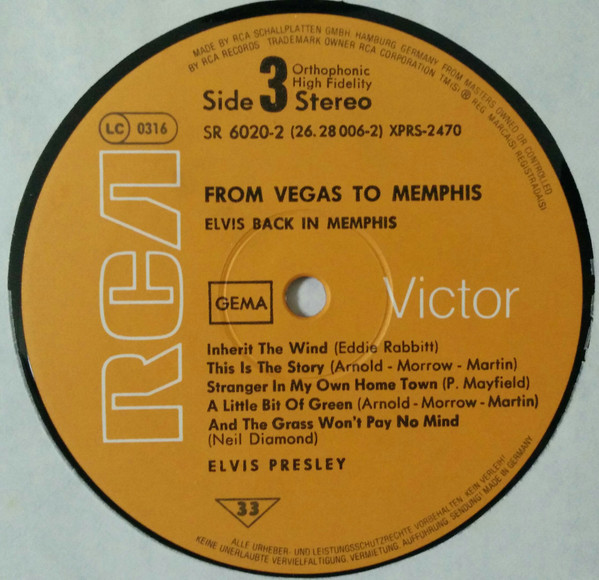 MADE BY RCA SCHALLPLATTEN GMBH HAMBURG GERMANY FROM MASTERS OWNED OR CONTROLLED
BY RCA RECORDS TRADEMARK OWNER RCA CORPORATION TM(S) ® REG. MARCA(S) REGISTRADA(S)
Side 3 Orthophonic
High Fidelity
Stereo
LC 0316
SR 6020-2 (26.28 006-2) XPRS-2470
FROM VEGAS TO MEMPHIS
ELVIS BACK IN MEMPHIS
RCA
GEMA
Victor
Inherit The Wind (Eddie Rabbitt)
This Is The Story (Arnold - Morrow - Martin)
Stranger In My Own Home Town (P. Mayfield)
A Little Bit Of Green (Arnold - Morrow - Martin)
And The Grass Won't Pay No Mind
(Neil Diamond)
ELVIS PRESLEY
33
ALLE URHEBER- UND LEISTUNGSSCHUTZRECHTE VORBEHALTEN. KEIN VERLEIH!
KEINE UNERLAUBTE VERVIELFÄLTIGUNG, VERMIETUNG, AUFFÜHRUNG, SENDUNG! MADE IN GERMANY